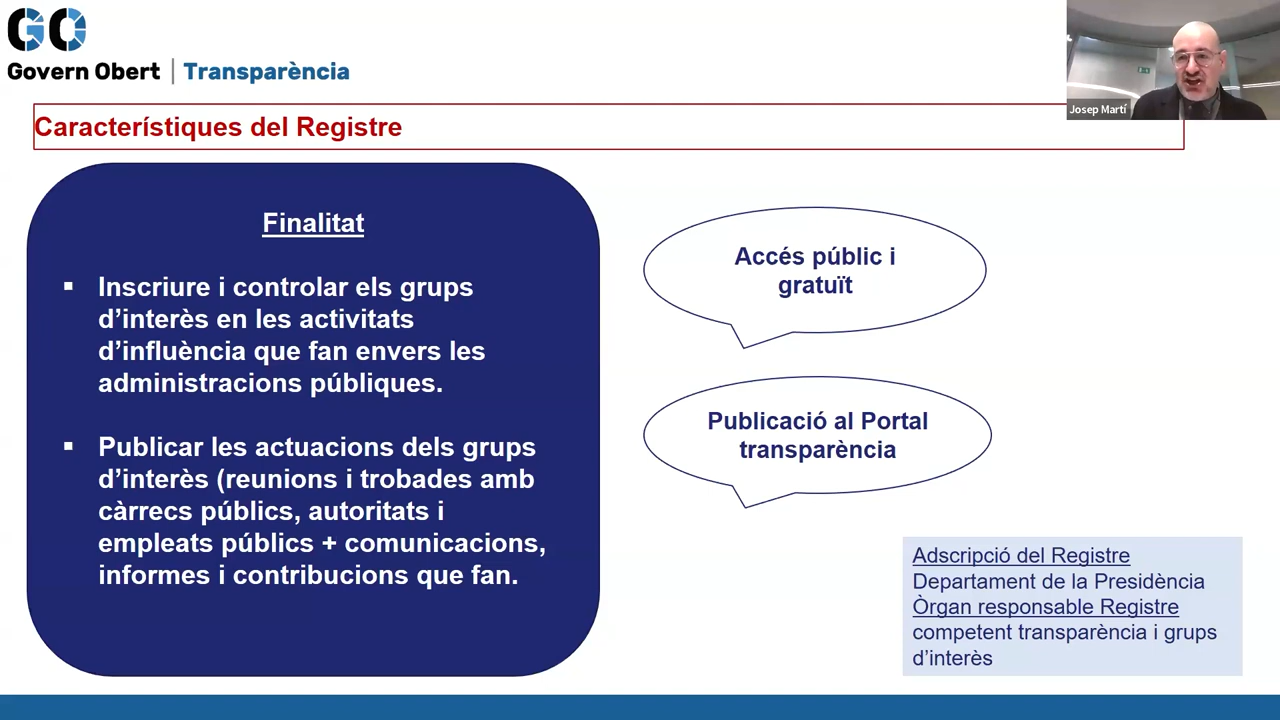 GO
Govern Obert | Transparència
Josep Martí
Característiques del Registre
Finalitat
▪ Inscriure i controlar els grups
d’interès en les activitats
d’influència que fan envers les
administracions públiques.
▪ Publicar les actuacions dels grups
d’interès (reunions i trobades amb
càrrecs públics, autoritats i
empleats públics + comunicacions,
informes i contribucions que fan.
Accés públic i
gratuït
Publicació al Portal
transparència
Adscripció del Registre
Departament de la Presidència
Òrgan responsable Registre
competent transparència i grups
d’interès